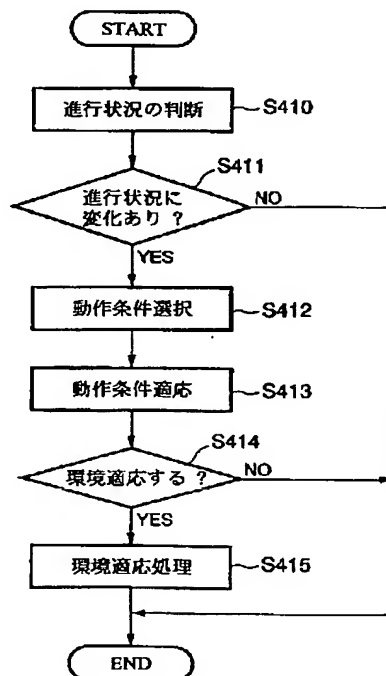 START
進行状況の判断
S410
S411
進行状況に
変化あり ?
NO
YES
動作条件選択
S412
動作条件適応
S413
S414
環境適応する ?
NO
YES
環境適応処理
S415
END